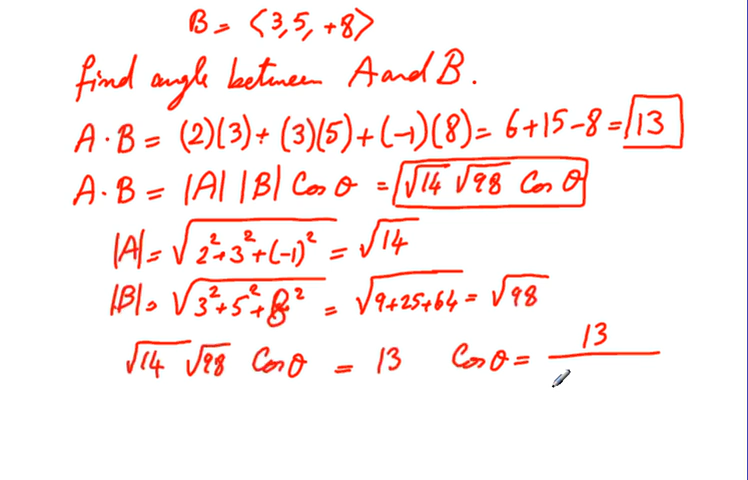 B = ⟨3,5,+8⟩
find angle between A and B.
A·B = (2)(3)+(3)(5)+(-1)(8)= 6+15-8=13
A·B = |A| |B| Cos θ = √14 √98 Cos θ
|A|= √2²+3²+(-1)² = √14
|B|= √3²+5²+8² = √9+25+64 = √98
√14 √98 Cos θ = 13 Cos θ = 13